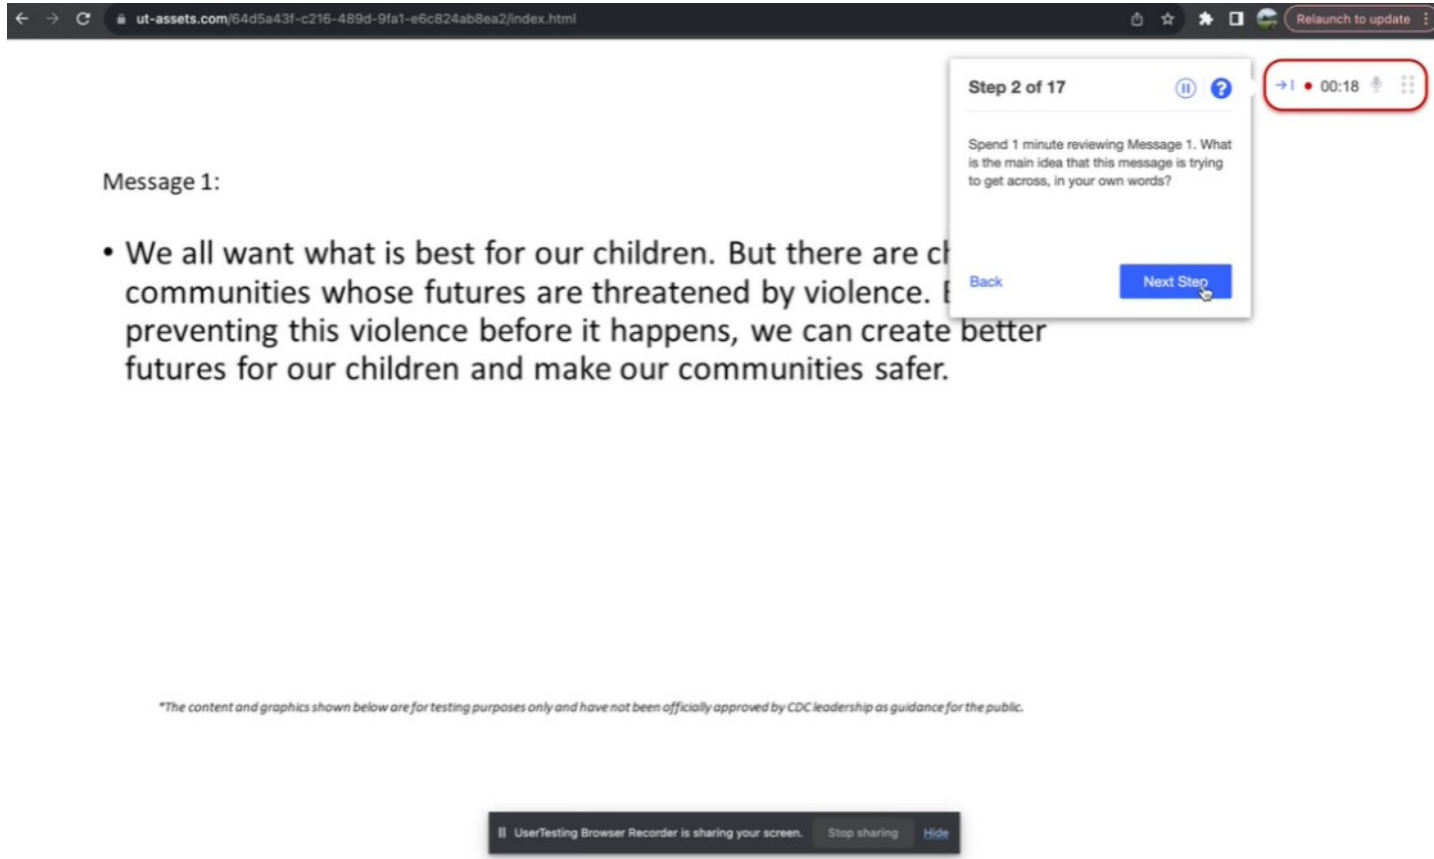 ut-assets.com/64d5a43f-c216-489d-9fa1-e6c824ab8ea2/index.html
Relaunch to update
Step 2 of 17
00:18
Spend 1 minute reviewing Message 1. What
is the main idea that this message is trying
to get across, in your own words?
Back
Next Step
Message 1:
• We all want what is best for our children. But there are
communities whose futures are threatened by violence.
preventing this violence before it happens, we can create better
futures for our children and make our communities safer.
*The content and graphics shown below are for testing purposes only and have not been officially approved by CDC leadership as guidance for the public.
UserTesting Browser Recorder is sharing your screen.
Stop sharing
Hide